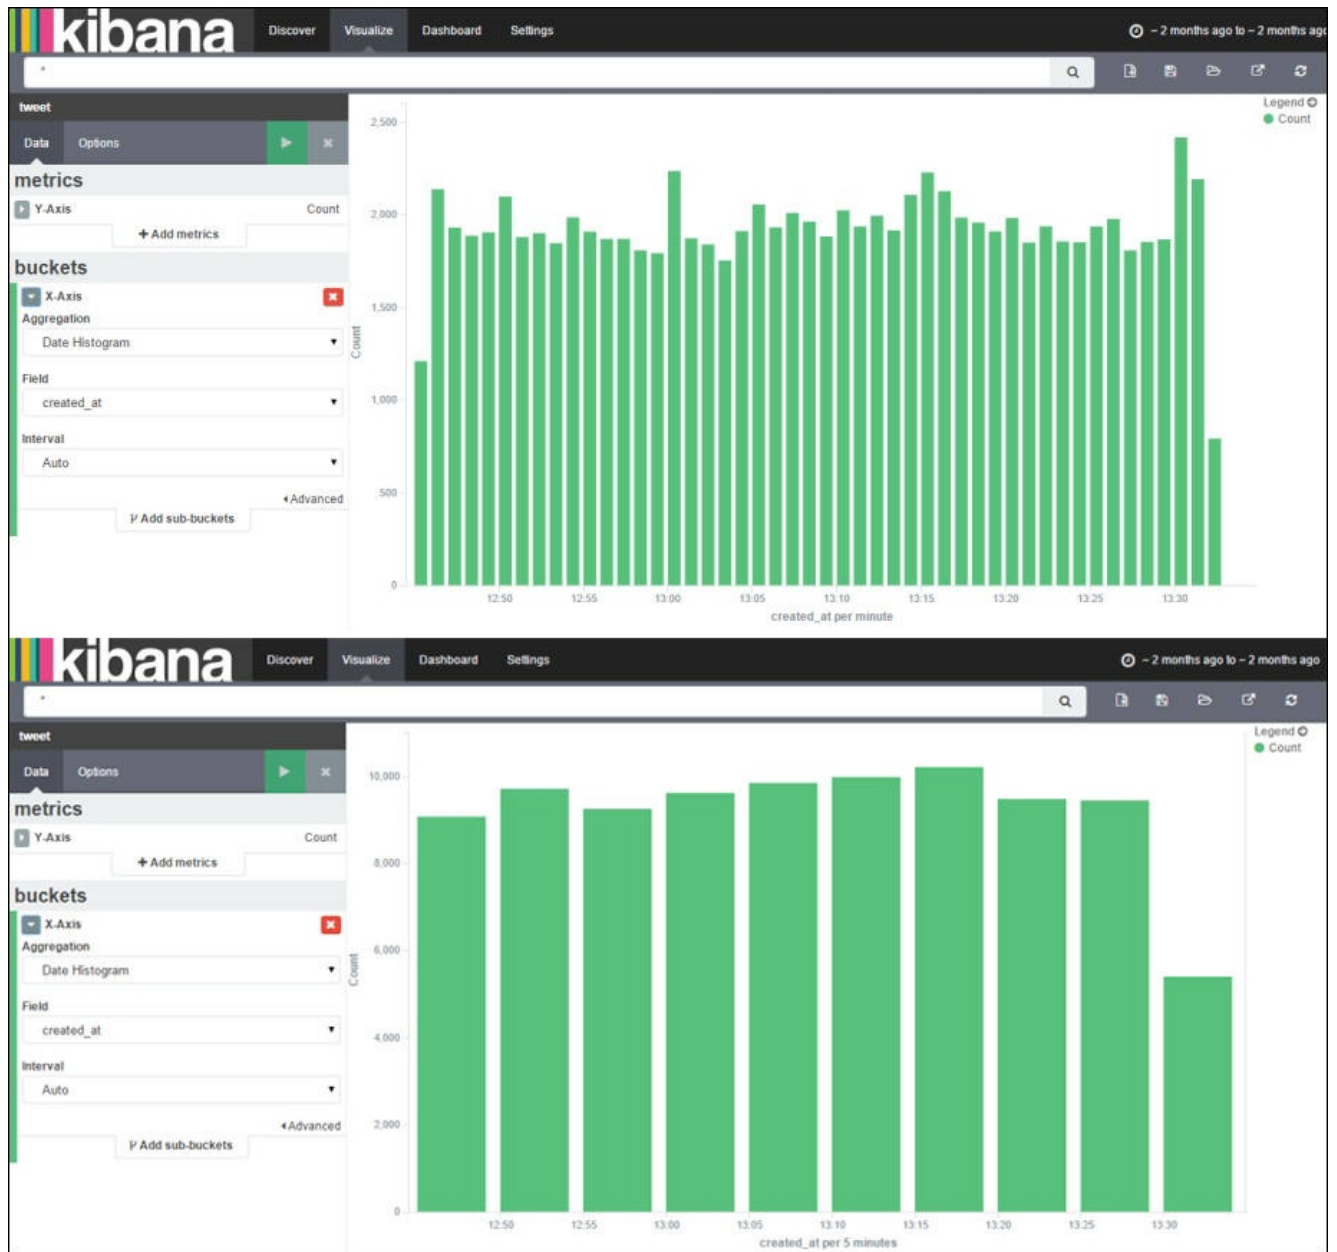 kibana Discover Visualize Dashboard Settings ~ 2 months ago to ~ 2 months ago
*
tweet
Legend
Count
Data Options
metrics
Y-Axis Count
+ Add metrics
buckets
X-Axis
Aggregation
Date Histogram
Field
created_at
Interval
Auto
Advanced
Add sub-buckets
2,500
2,000
1,500
1,000
500
0
Count
12:50 12:55 13:00 13:05 13:10 13:15 13:20 13:25 13:30
created_at per minute
kibana Discover Visualize Dashboard Settings ~ 2 months ago to ~ 2 months ago
*
tweet
Legend
Count
Data Options
metrics
Y-Axis Count
+ Add metrics
buckets
X-Axis
Aggregation
Date Histogram
Field
created_at
Interval
Auto
Advanced
Add sub-buckets
10,000
8,000
6,000
4,000
2,000
0
Count
12:50 12:55 13:00 13:05 13:10 13:15 13:20 13:25 13:30
created_at per 5 minutes